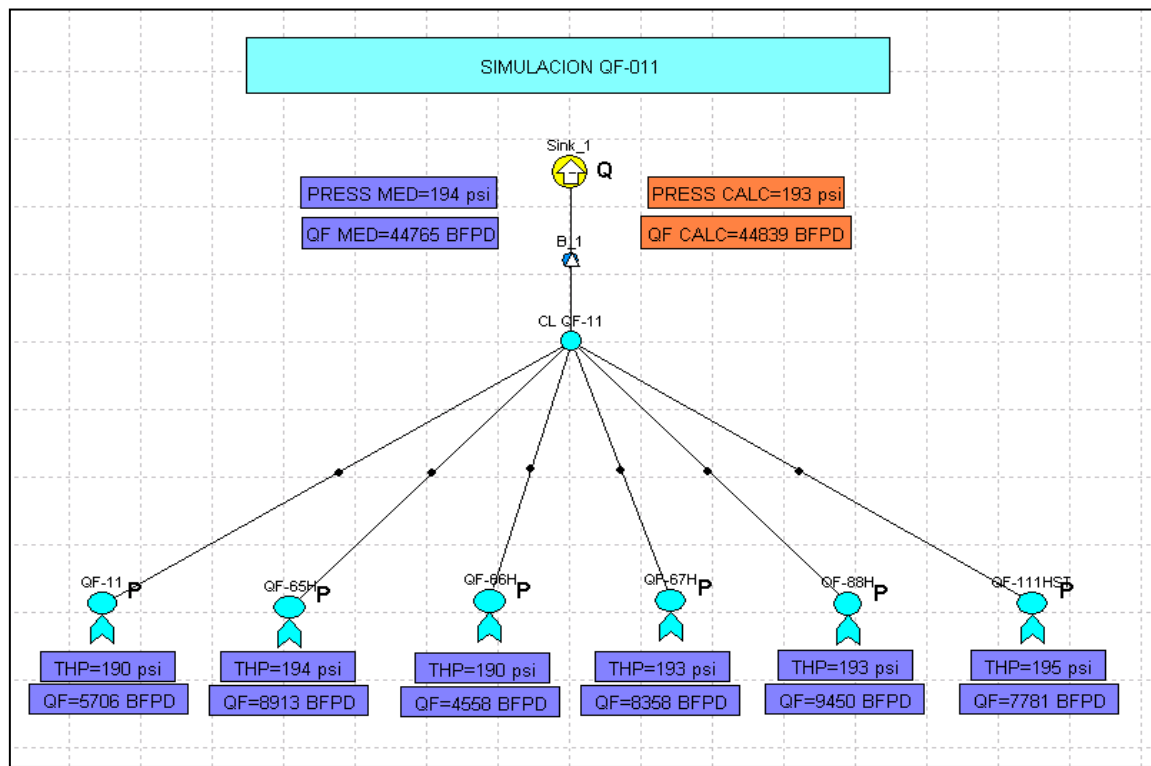 SIMULACION QF-011
Sink_1
Q
PRESS MED=194 psi
PRESS CALC=193 psi
QF MED=44765 BFPD
QF CALC=44839 BFPD
B_1
CL QF-11
QF-11 P
QF-65H P
QF-66H P
QF-67H P
QF-88H P
QF-111HST P
THP=190 psi
THP=194 psi
THP=190 psi
THP=193 psi
THP=193 psi
THP=195 psi
QF=5706 BFPD
QF=8913 BFPD
QF=4558 BFPD
QF=8358 BFPD
QF=9450 BFPD
QF=7781 BFPD